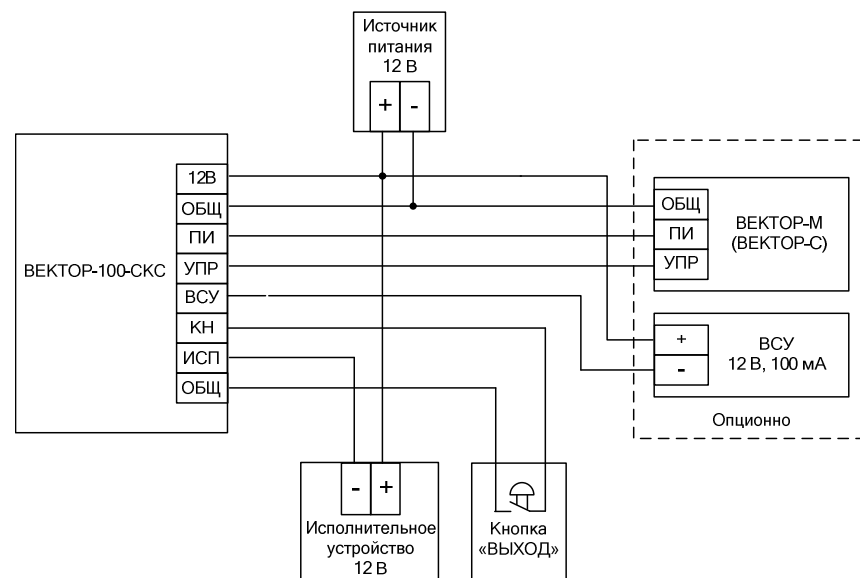 Источник
питания
12 В
+ -
ВЕКТОР-100-СКС
12В
ОБЩ
ПИ
УПР
ВСУ
КН
ИСП
ОБЩ
ОБЩ
ПИ
УПР
ВЕКТОР-М
(ВЕКТОР-С)
+
-
ВСУ
12 В, 100 мА
Опционно
- +
Исполнительное
устройство
12 В
Кнопка
«ВЫХОД»